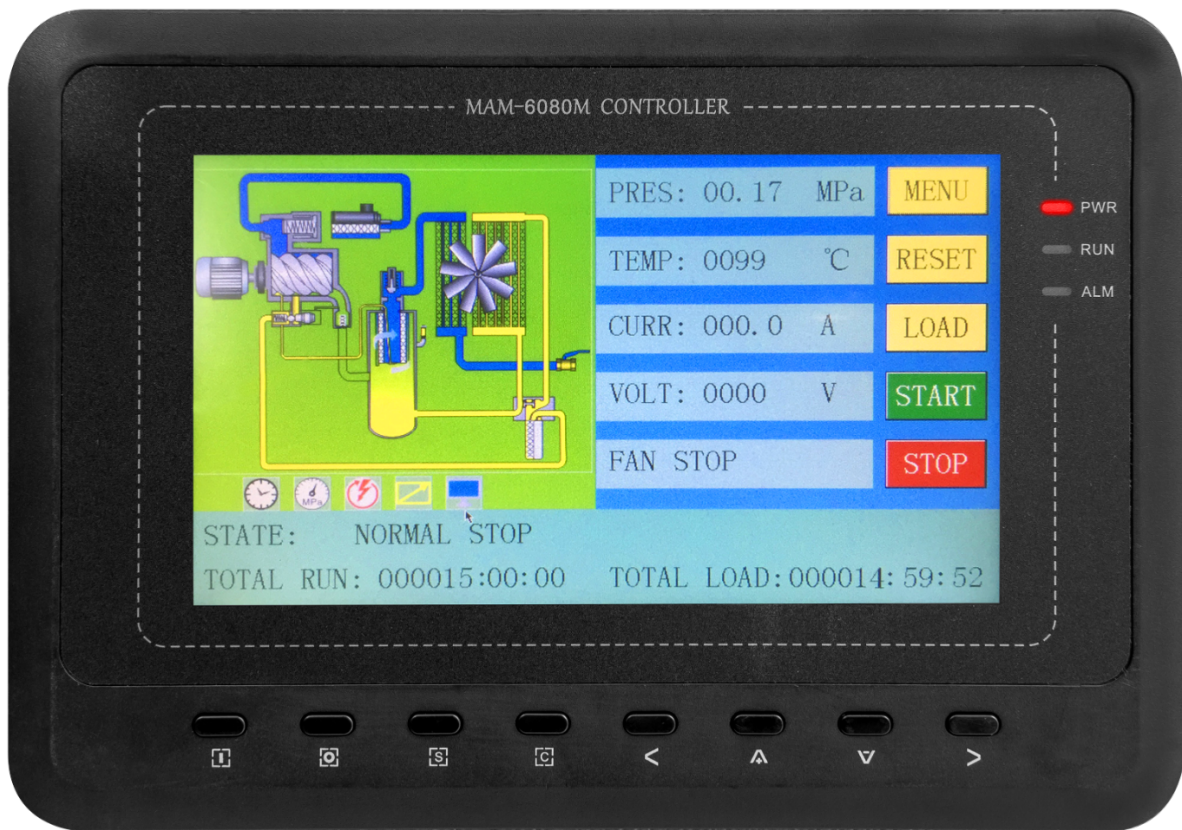 MAM-6080M CONTROLLER
PRES: 00.17 MPa MENU
PWR
TEMP: 0099 ℃ RESET
RUN
ALM
CURR: 000.0 A LOAD
VOLT: 0000 V START
FAN STOP STOP
MPa
STATE: NORMAL STOP
TOTAL RUN: 000015:00:00 TOTAL LOAD:000014:59:52
I O S C < ∧ ∨ >